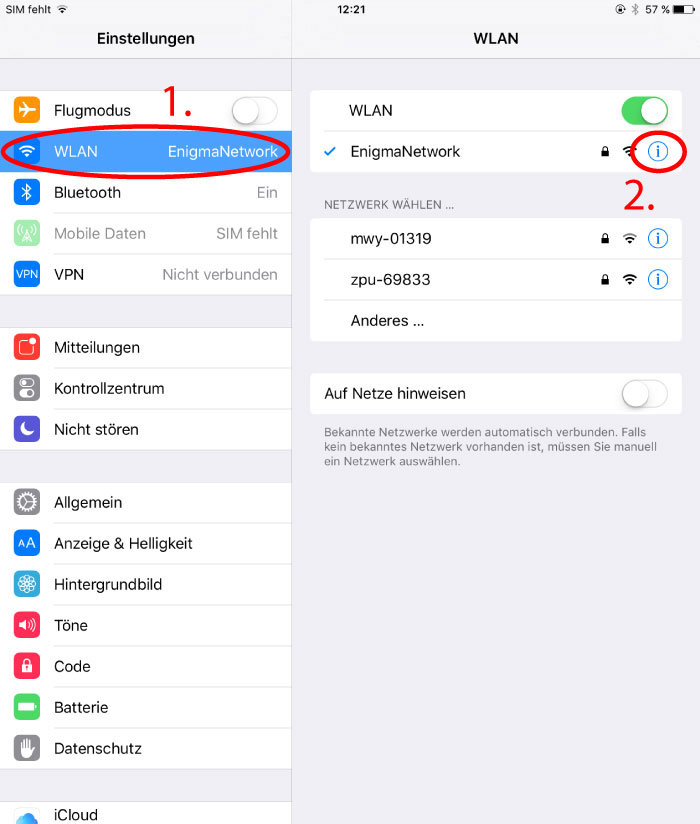 SIM fehlt
12:21
57 %
Einstellungen
WLAN
Flugmodus
1.
WLAN EnigmaNetwork
Bluetooth Ein
Mobile Daten SIM fehlt
VPN VPN Nicht verbunden
Mitteilungen
Kontrollzentrum
Nicht stören
Allgemein
AA Anzeige & Helligkeit
Hintergrundbild
Töne
Code
Batterie
Datenschutz
iCloud
WLAN
EnigmaNetwork
2.
NETZWERK WÄHLEN ...
mwy-01319
zpu-69833
Anderes ...
Auf Netze hinweisen
Bekannte Netzwerke werden automatisch verbunden. Falls
kein bekanntes Netzwerk vorhanden ist, müssen Sie manuell
ein Netzwerk auswählen.